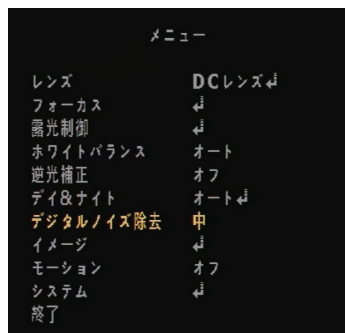 メニュー
レンズ DCレンズ↲
フォーカス ↲
露光制御 ↲
ホワイトバランス オート
逆光補正 オフ
デイ&ナイト オート↲
デジタルノイズ除去 中
イメージ ↲
モーション オフ
システム ↲
終了